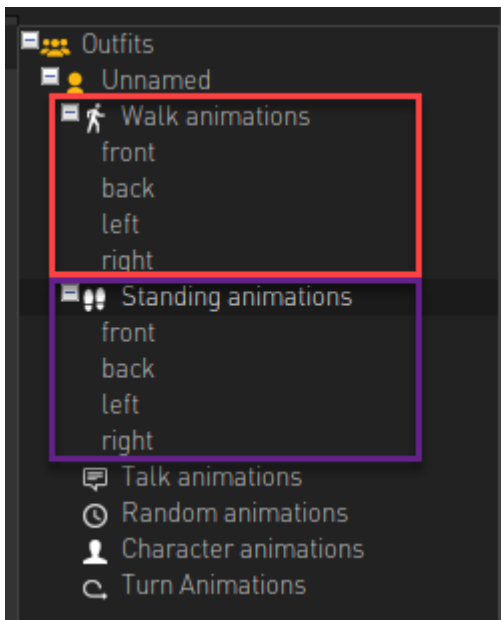 Outfits
Unnamed
Walk animations
front
back
left
right
Standing animations
front
back
left
right
Talk animations
Random animations
Character animations
Turn Animations